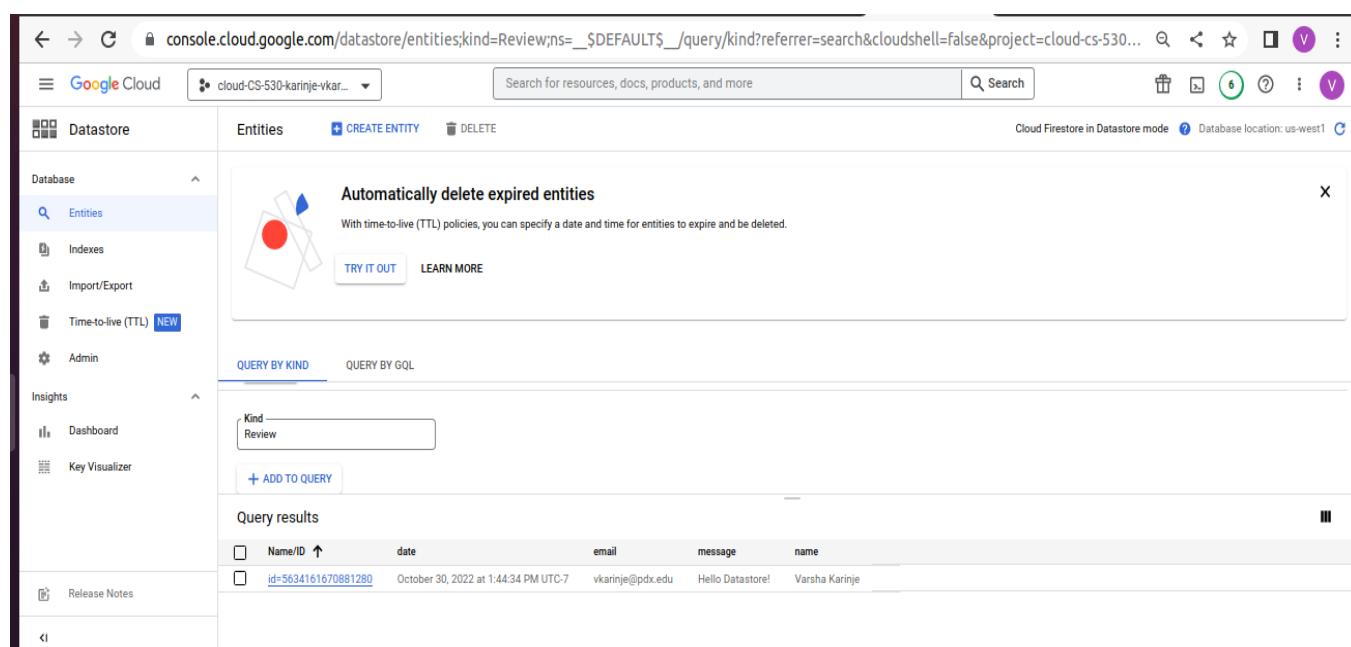 console.cloud.google.com/datastore/entities;kind=Review;ns=__$DEFAULT$__/query/kind?referrer=search&cloudshell=false&project=cloud-cs-530...
V
Google Cloud
cloud-CS-530-karinje-vkar...
Search for resources, docs, products, and more
Search
6
V
Datastore
Entities
CREATE ENTITY
DELETE
Cloud Firestore in Datastore mode
Database location: us-west1
Database
Entities
Indexes
Import/Export
Time-to-live (TTL) NEW
Admin
Insights
Dashboard
Key Visualizer
Release Notes
Automatically delete expired entities
With time-to-live (TTL) policies, you can specify a date and time for entities to expire and be deleted.
TRY IT OUT LEARN MORE
QUERY BY KIND QUERY BY GQL
Kind
Review
+ ADD TO QUERY
Query results
Name/ID date email message name
id=5634161670881280 October 30, 2022 at 1:44:34 PM UTC-7 vkarinje@pdx.edu Hello Datastore! Varsha Karinje